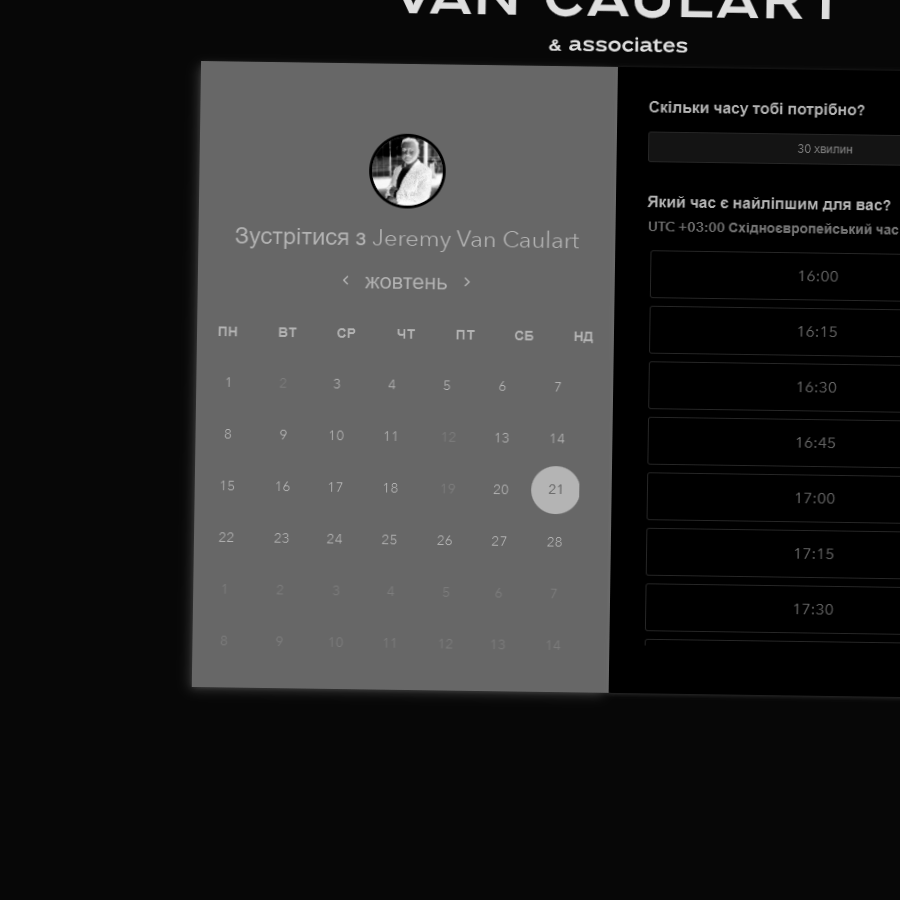 VAN CAULART
& associates
Зустрітися з Jeremy Van Caulart
жовтень
ПН ВТ СР ЧТ ПТ СБ НД
1 2 3 4 5 6 7
8 9 10 11 12 13 14
15 16 17 18 19 20 21
22 23 24 25 26 27 28
1 2 3 4 5 6 7
8 9 10 11 12 13 14
Скільки часу тобі потрібно?
30 хвилин
Який час є найліпшим для вас?
UTC +03:00 Східноєвропейський час
16:00
16:15
16:30
16:45
17:00
17:15
17:30